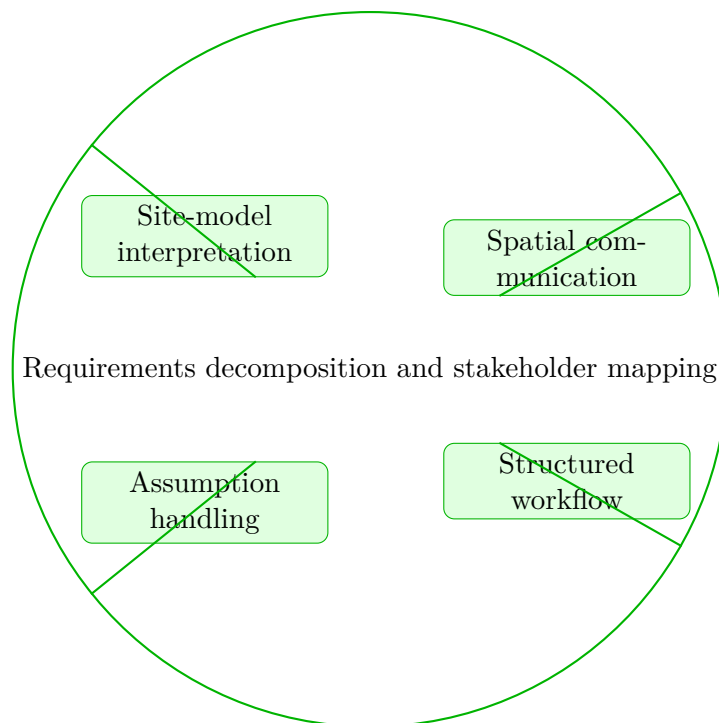 Site-model
interpretation
Spatial com-
munication
Requirements decomposition and stakeholder mapping
Assumption
handling
Structured
workflow